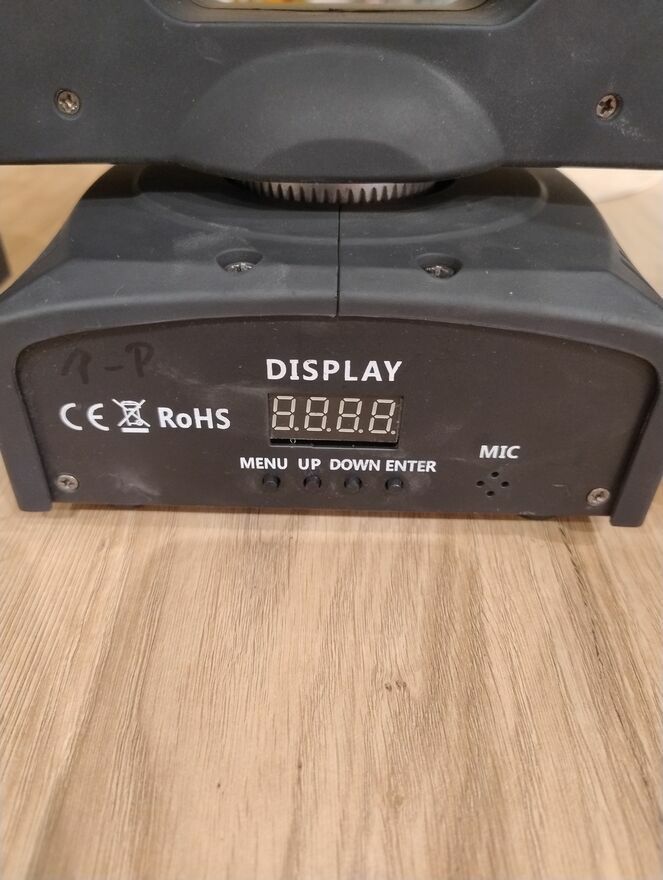 DISPLAY
CE RoHS
8.8.8.8.
MENU UP DOWN ENTER
MIC